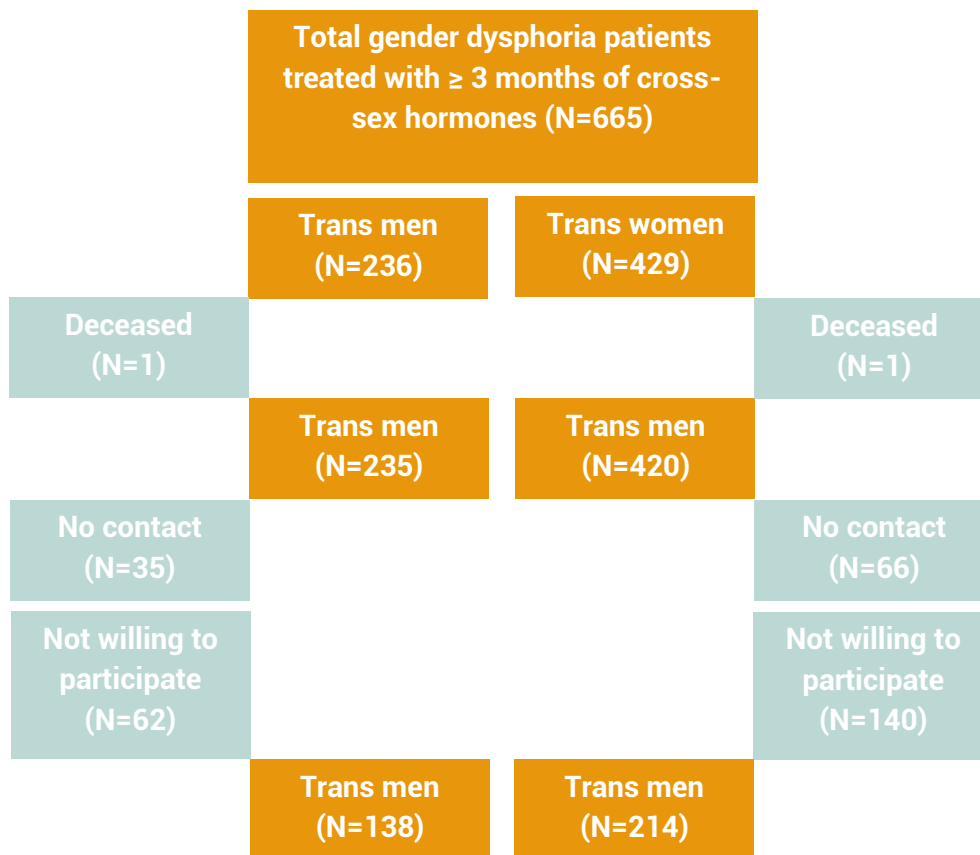 Total gender dysphoria patients
treated with ≥ 3 months of cross-
sex hormones (N=665)
Trans men
(N=236)
Trans women
(N=429)
Deceased
(N=1)
Deceased
(N=1)
Trans men
(N=235)
Trans men
(N=420)
No contact
(N=35)
No contact
(N=66)
Not willing to
participate
(N=62)
Not willing to
participate
(N=140)
Trans men
(N=138)
Trans men
(N=214)